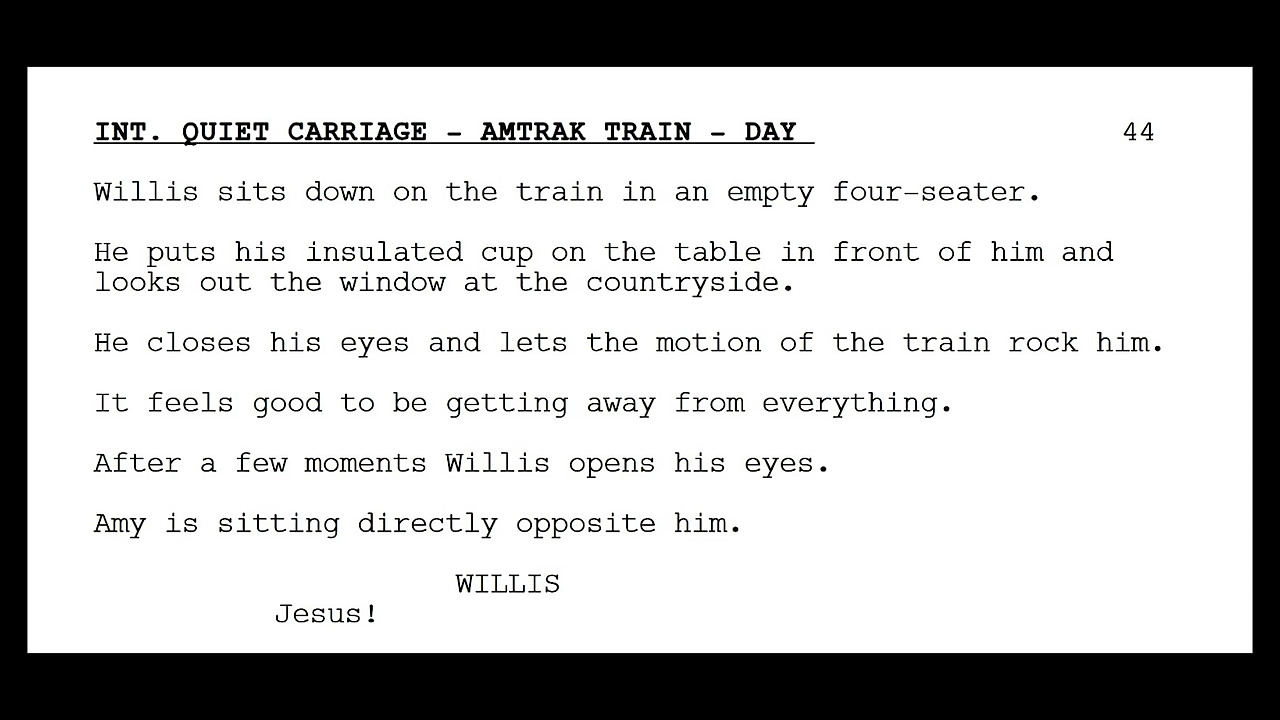 INT. QUIET CARRIAGE - AMTRAK TRAIN - DAY 44
Willis sits down on the train in an empty four-seater.
He puts his insulated cup on the table in front of him and
looks out the window at the countryside.
He closes his eyes and lets the motion of the train rock him.
It feels good to be getting away from everything.
After a few moments Willis opens his eyes.
Amy is sitting directly opposite him.
WILLIS
Jesus!